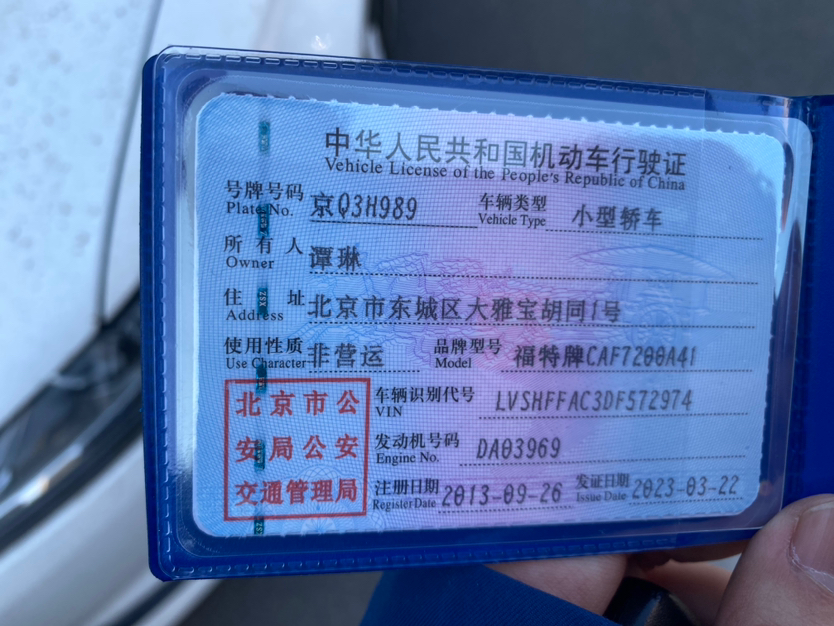 中华人民共和国机动车行驶证
Vehicle License of the People's Republic of China
号牌号码 京Q3H989 车辆类型 小型轿车
Plate No. Vehicle Type
所有人 谭琳
Owner
住址 北京市东城区大雅宝胡同1号
Address
使用性质 非营运 品牌型号 福特牌CAF7200A41
Use Character Model
北京市公安局公安交通管理局
车辆识别代号 LVSHFFAC3DF572974
VIN
发动机号码 DA03969
Engine No.
注册日期 2013-09-26 发证日期 2023-03-22
Register Date Issue Date